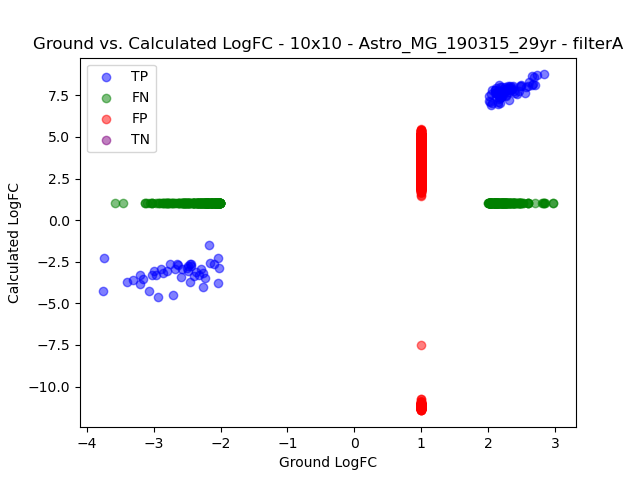 Ground vs. Calculated LogFC - 10x10 - Astro_MG_190315_29yr - filterA
TP
FN
FP
TN
Calculated LogFC
7.5
5.0
2.5
0.0
−2.5
−5.0
−7.5
−10.0
−4 −3 −2 −1 0 1 2 3
Ground LogFC